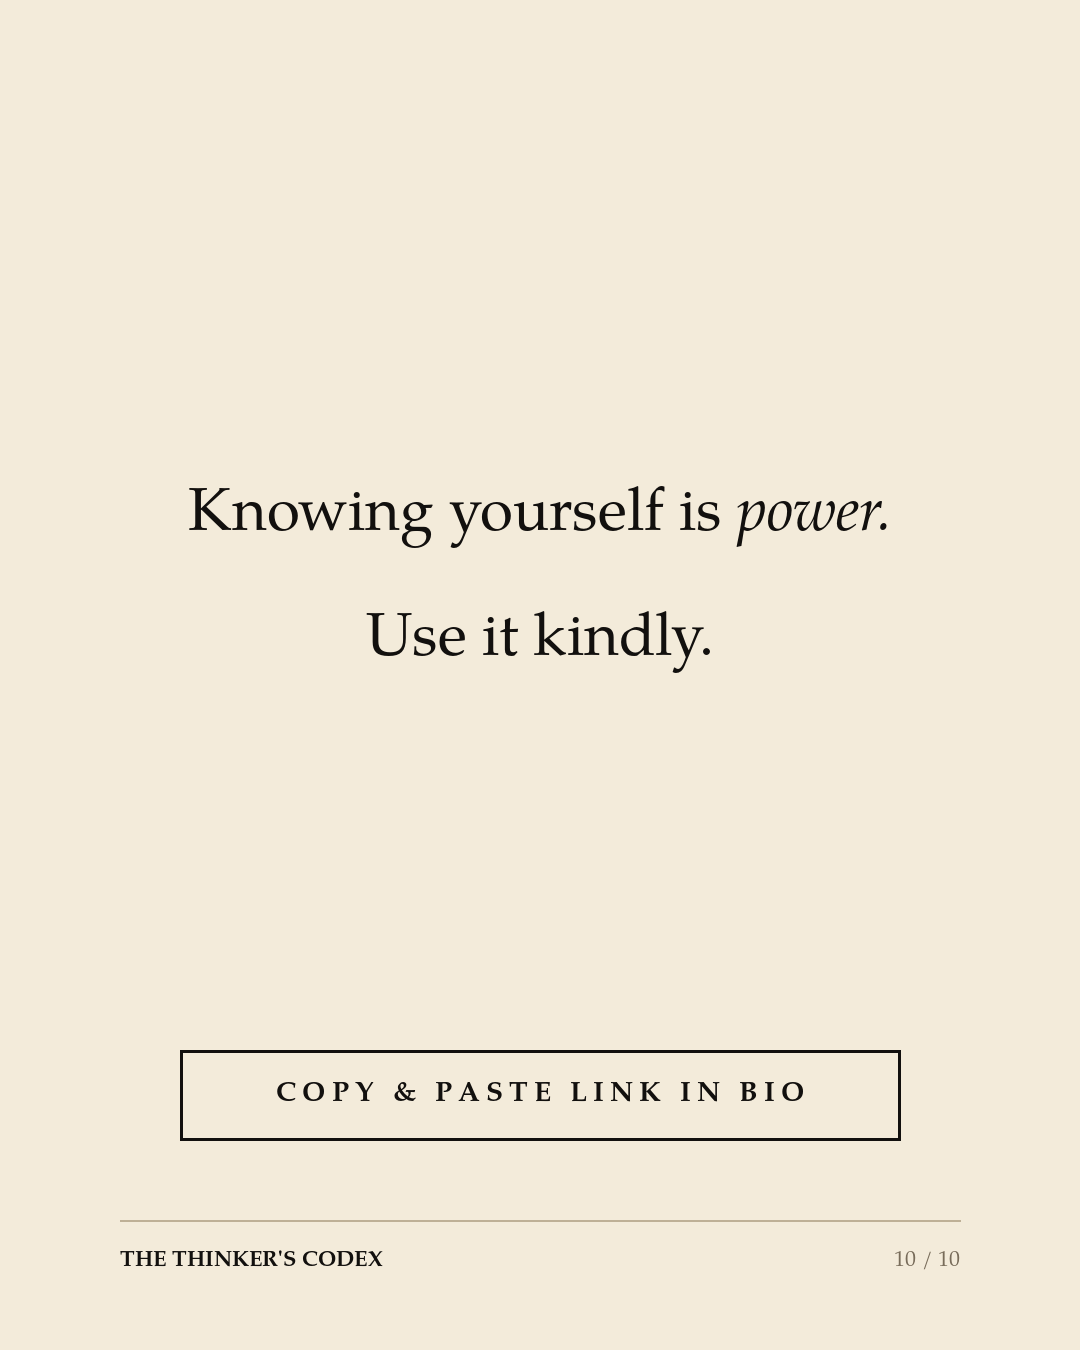 Knowing yourself is power.
Use it kindly.
COPY & PASTE LINK IN BIO
THE THINKER'S CODEX
10 / 10